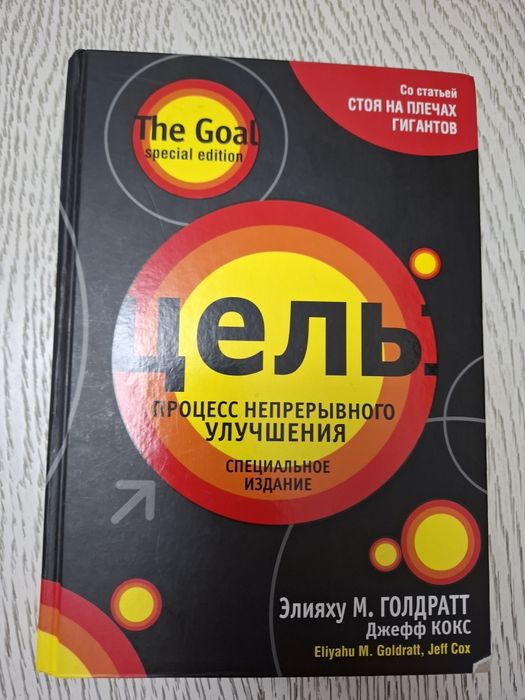 Со статьей
СТОЯ НА ПЛЕЧАХ
ГИГАНТОВ
The Goal
special edition
цель
ПРОЦЕСС НЕПРЕРЫВНОГО
УЛУЧШЕНИЯ
СПЕЦИАЛЬНОЕ
ИЗДАНИЕ
Элияху М. ГОЛДРАТТ
Джефф КОКС
Eliyahu M. Goldratt, Jeff Cox